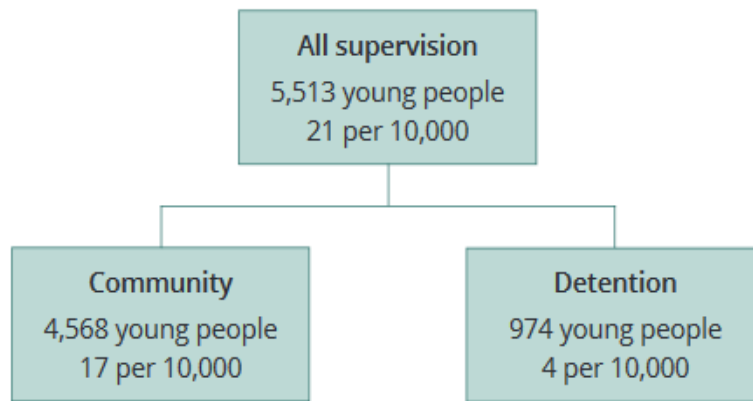 All supervision
5,513 young people
21 per 10,000
Community
4,568 young people
17 per 10,000
Detention
974 young people
4 per 10,000